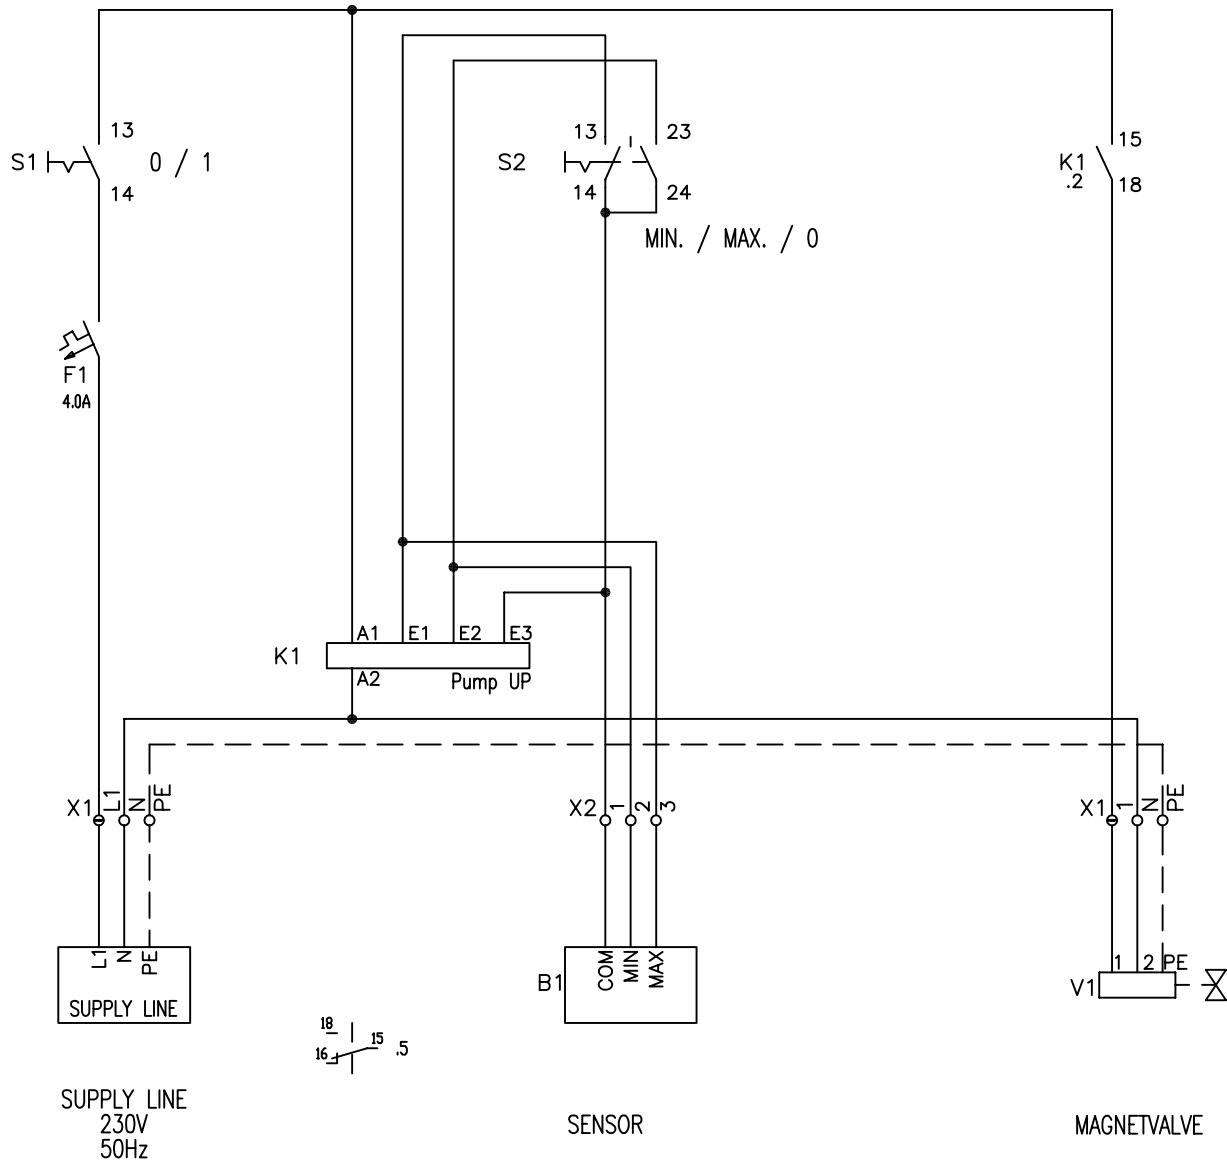 13
S1
0 / 1
14
13
23
S2
14
24
MIN. / MAX. / 0
15
K1
.2
18
F1
4.0A
A1
E1
E2
E3
K1
A2
Pump UP
X1
L1
N
PE
X2
1
2
3
X1
1
N
PE
L1
N
PE
SUPPLY LINE
B1
COM
MIN
MAX
1
2
PE
V1
18
15
.5
16
SUPPLY LINE
230V
50Hz
SENSOR
MAGNETVALVE